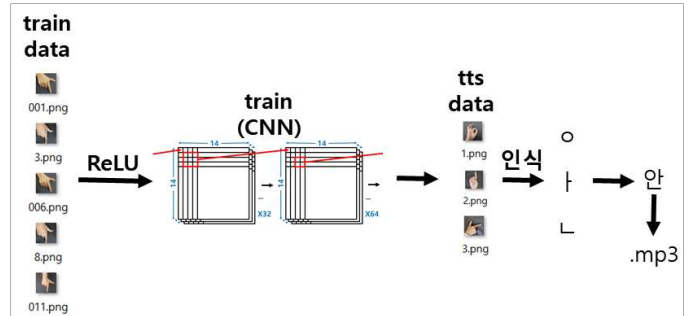 train
data
001.png
3.png
006.png
8.png
011.png
ReLU
train
(CNN)
14
14
X32
14
14
X64
tts
data
1.png
2.png
3.png
인식
ㅇ
ㅏ
ㄴ
안
.mp3